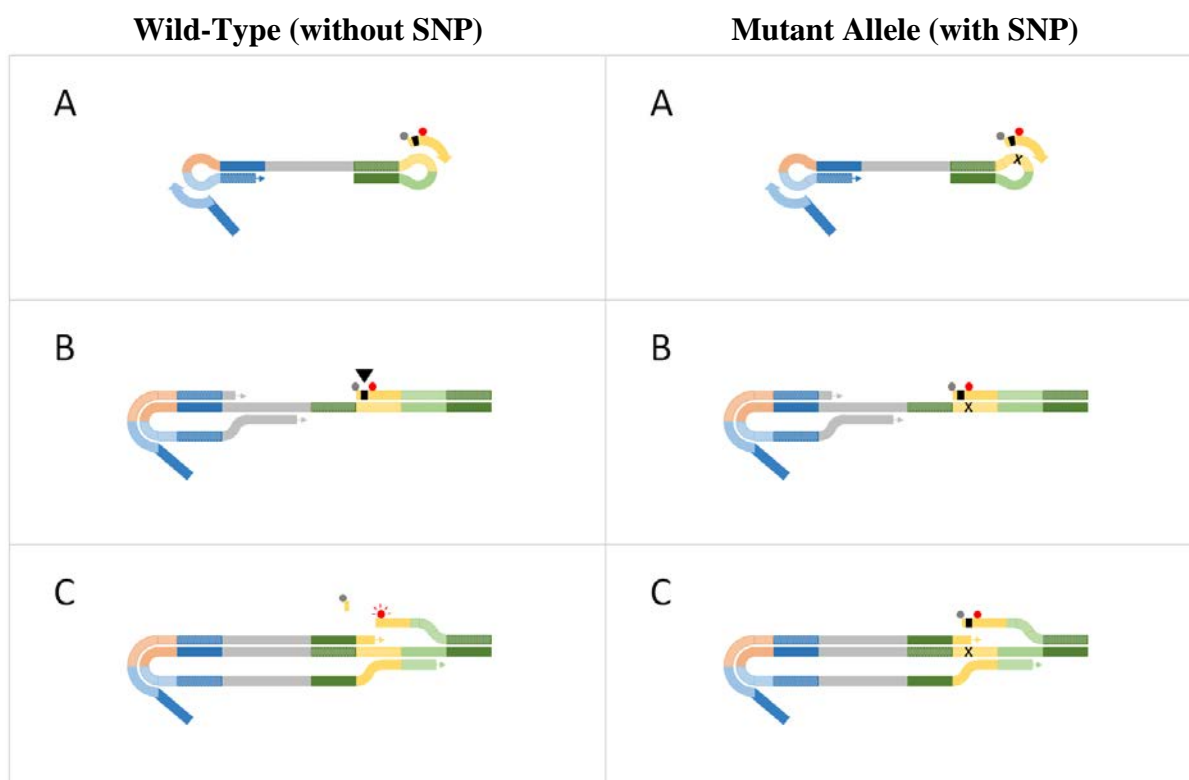 Wild-Type (without SNP) Mutant Allele (with SNP)
A A
X
B B
X
C C
X